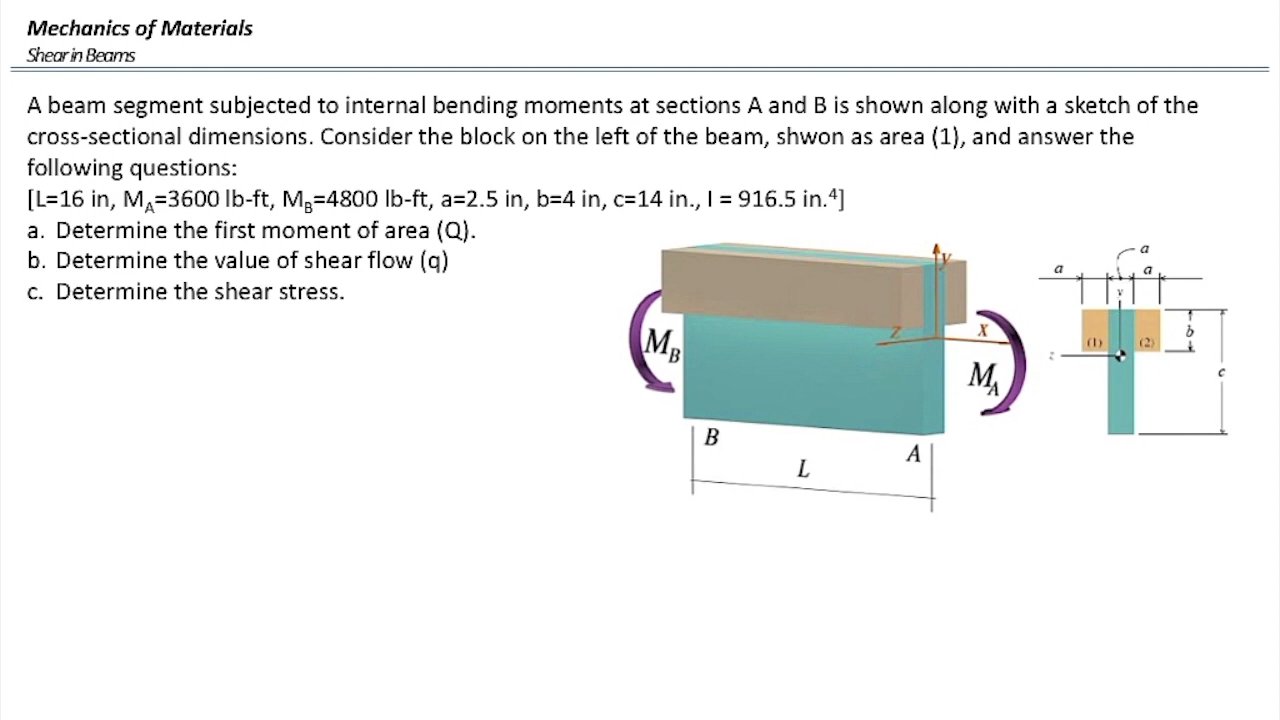 Mechanics of Materials
Shear in Beams
A beam segment subjected to internal bending moments at sections A and B is shown along with a sketch of the
cross-sectional dimensions. Consider the block on the left of the beam, shwon as area (1), and answer the
following questions:
[L=16 in, M_A=3600 lb-ft, M_B=4800 lb-ft, a=2.5 in, b=4 in, c=14 in., I = 916.5 in.⁴]
a. Determine the first moment of area (Q).
b. Determine the value of shear flow (q)
c. Determine the shear stress.
y
z
x
M_B
M_A
B
A
L
a
a
a
y
(1)
(2)
b
z
c